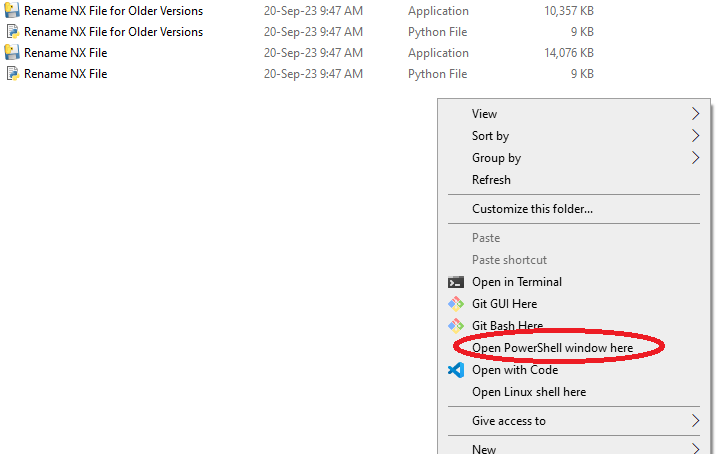 Rename NX File for Older Versions 20-Sep-23 9:47 AM Application 10,357 KB
Rename NX File for Older Versions 20-Sep-23 9:47 AM Python File 9 KB
Rename NX File 20-Sep-23 9:47 AM Application 14,076 KB
Rename NX File 20-Sep-23 9:47 AM Python File 9 KB
View
Sort by
Group by
Refresh
Customize this folder...
Paste
Paste shortcut
Open in Terminal
Git GUI Here
Git Bash Here
Open PowerShell window here
Open with Code
Open Linux shell here
Give access to
New